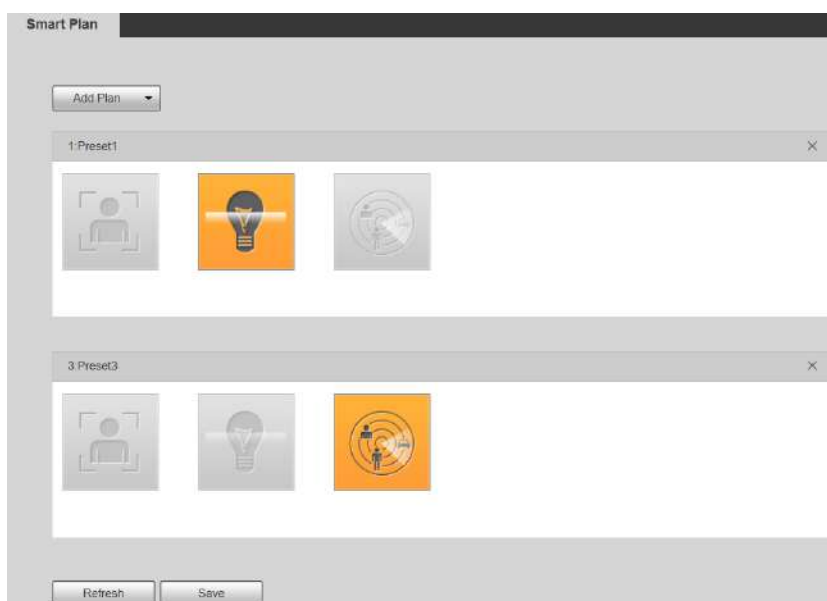 Smart Plan
Add Plan
1:Preset1
3:Preset3
Refresh Save